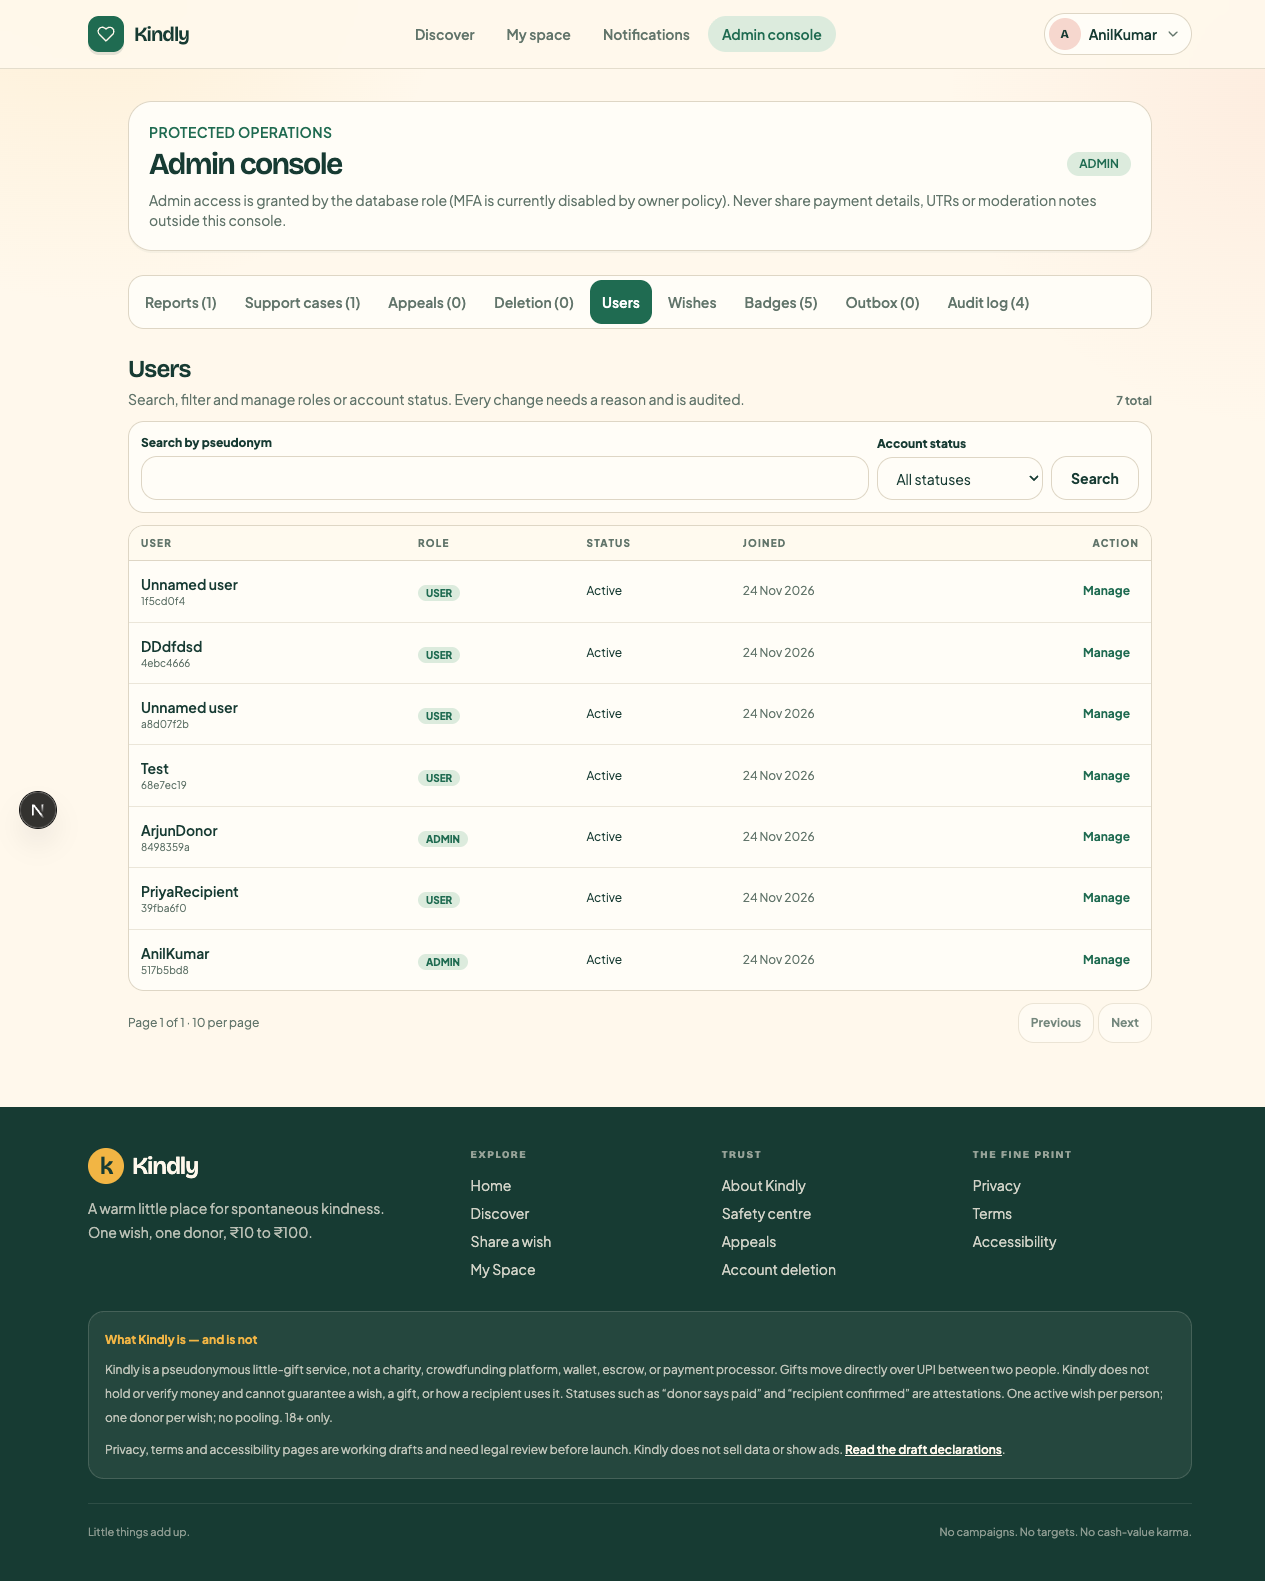 Kindly
Discover
My space
Notifications
Admin console
A
AnilKumar
PROTECTED OPERATIONS
Admin console
ADMIN
Admin access is granted by the database role (MFA is currently disabled by owner policy). Never share payment details, UTRs or moderation notes
outside this console.
Reports (1)
Support cases (1)
Appeals (0)
Deletion (0)
Users
Wishes
Badges (5)
Outbox (0)
Audit log (4)
Users
Search, filter and manage roles or account status. Every change needs a reason and is audited.
7 total
Search by pseudonym
Account status
All statuses
Search
USER ROLE STATUS JOINED ACTION
Unnamed user
1f5cd0f4
USER Active 24 Nov 2026 Manage
DDdfdsd
4ebc4666
USER Active 24 Nov 2026 Manage
Unnamed user
a8d07f2b
USER Active 24 Nov 2026 Manage
Test
68e7ec19
USER Active 24 Nov 2026 Manage
ArjunDonor
8498359a
ADMIN Active 24 Nov 2026 Manage
PriyaRecipient
39fba6f0
USER Active 24 Nov 2026 Manage
AnilKumar
517b5bd8
ADMIN Active 24 Nov 2026 Manage
N
Page 1 of 1 · 10 per page
Previous
Next
k Kindly
A warm little place for spontaneous kindness.
One wish, one donor, ₹10 to ₹100.
EXPLORE
Home
Discover
Share a wish
My Space
TRUST
About Kindly
Safety centre
Appeals
Account deletion
THE FINE PRINT
Privacy
Terms
Accessibility
What Kindly is — and is not
Kindly is a pseudonymous little-gift service, not a charity, crowdfunding platform, wallet, escrow, or payment processor. Gifts move directly over UPI between two people. Kindly does not
hold or verify money and cannot guarantee a wish, a gift, or how a recipient uses it. Statuses such as “donor says paid” and “recipient confirmed” are attestations. One active wish per person;
one donor per wish; no pooling. 18+ only.
Privacy, terms and accessibility pages are working drafts and need legal review before launch. Kindly does not sell data or show ads. Read the draft declarations.
Little things add up.
No campaigns. No targets. No cash-value karma.